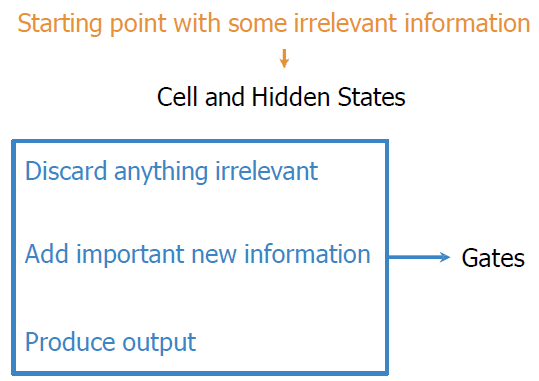 Starting point with some irrelevant information
Cell and Hidden States
Discard anything irrelevant
Add important new information
Gates
Produce output